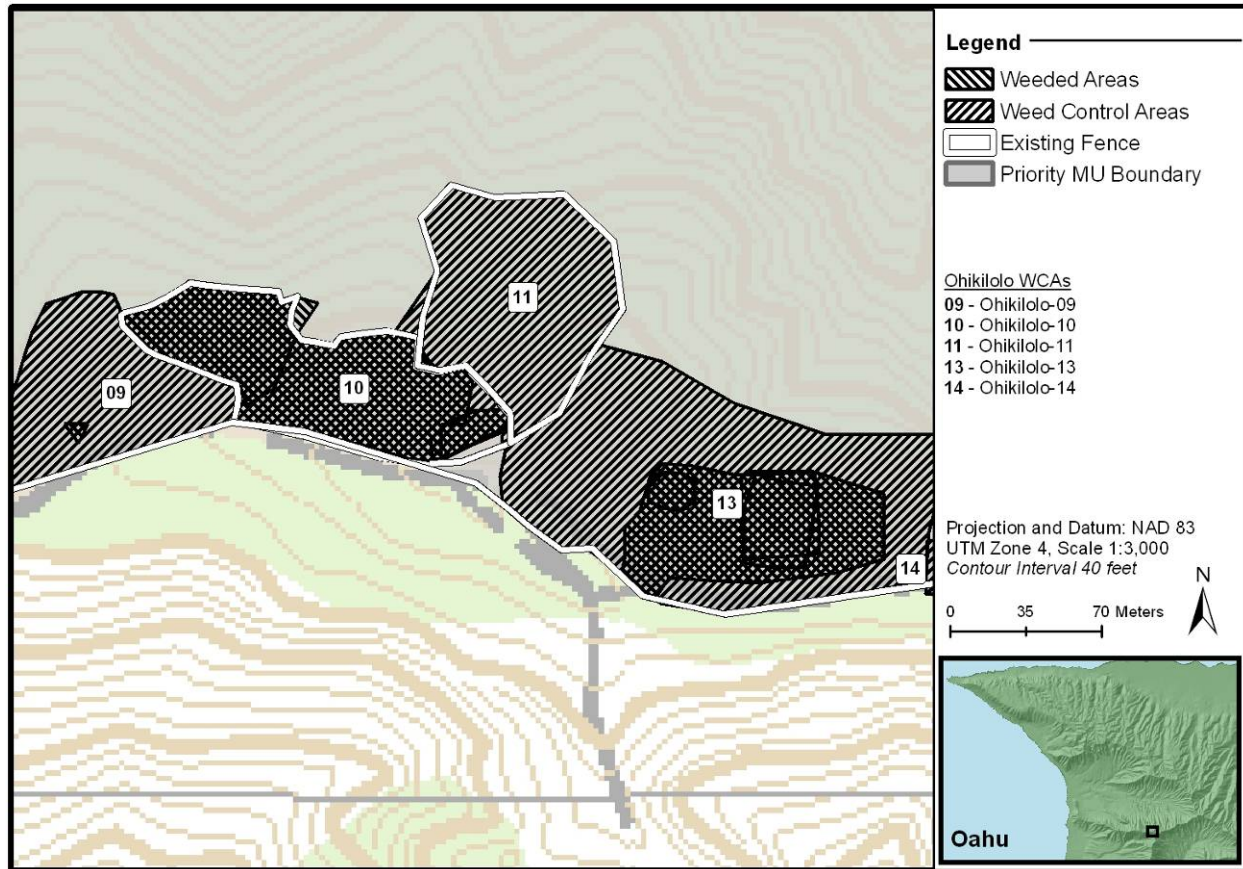 09
10
11
13
14
Legend
Weeded Areas
Weed Control Areas
Existing Fence
Priority MU Boundary
Ohikilolo WCAs
09 - Ohikilolo-09
10 - Ohikilolo-10
11 - Ohikilolo-11
13 - Ohikilolo-13
14 - Ohikilolo-14
Projection and Datum: NAD 83
UTM Zone 4, Scale 1:3,000
Contour Interval 40 feet
N
0 35 70 Meters
Oahu